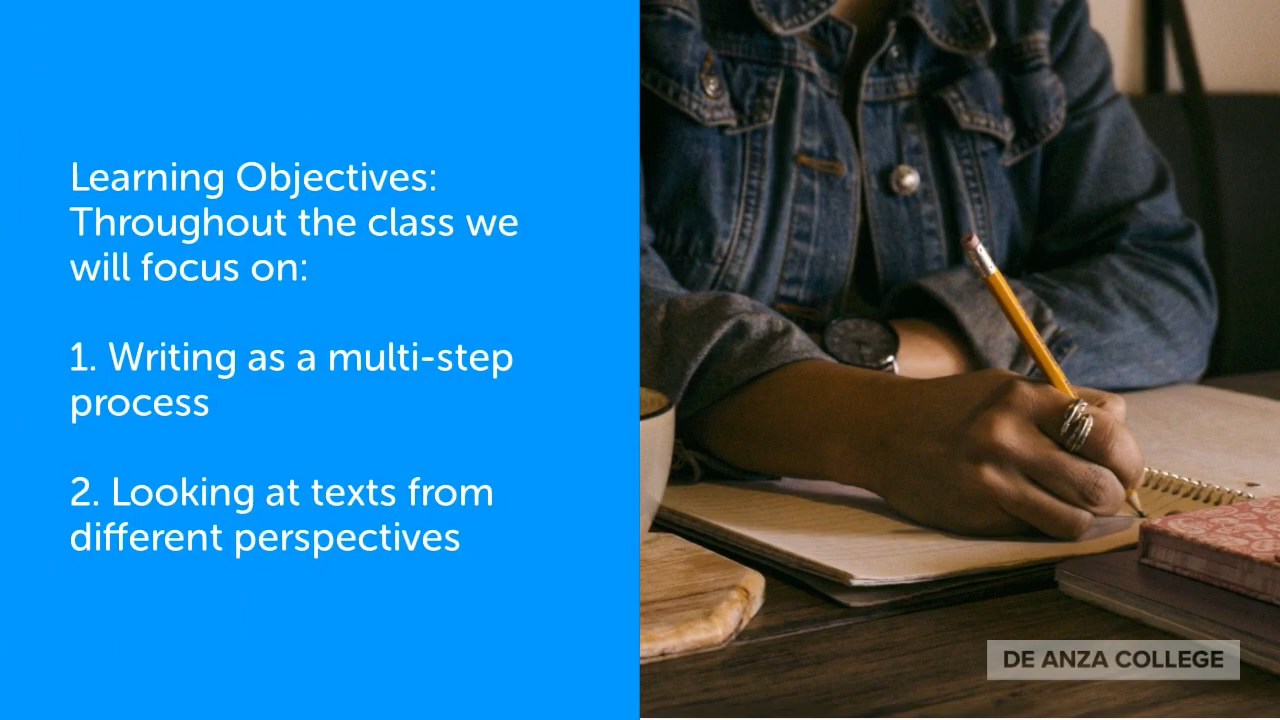 Learning Objectives:
Throughout the class we
will focus on:
1. Writing as a multi-step
process
2. Looking at texts from
different perspectives
DE ANZA COLLEGE